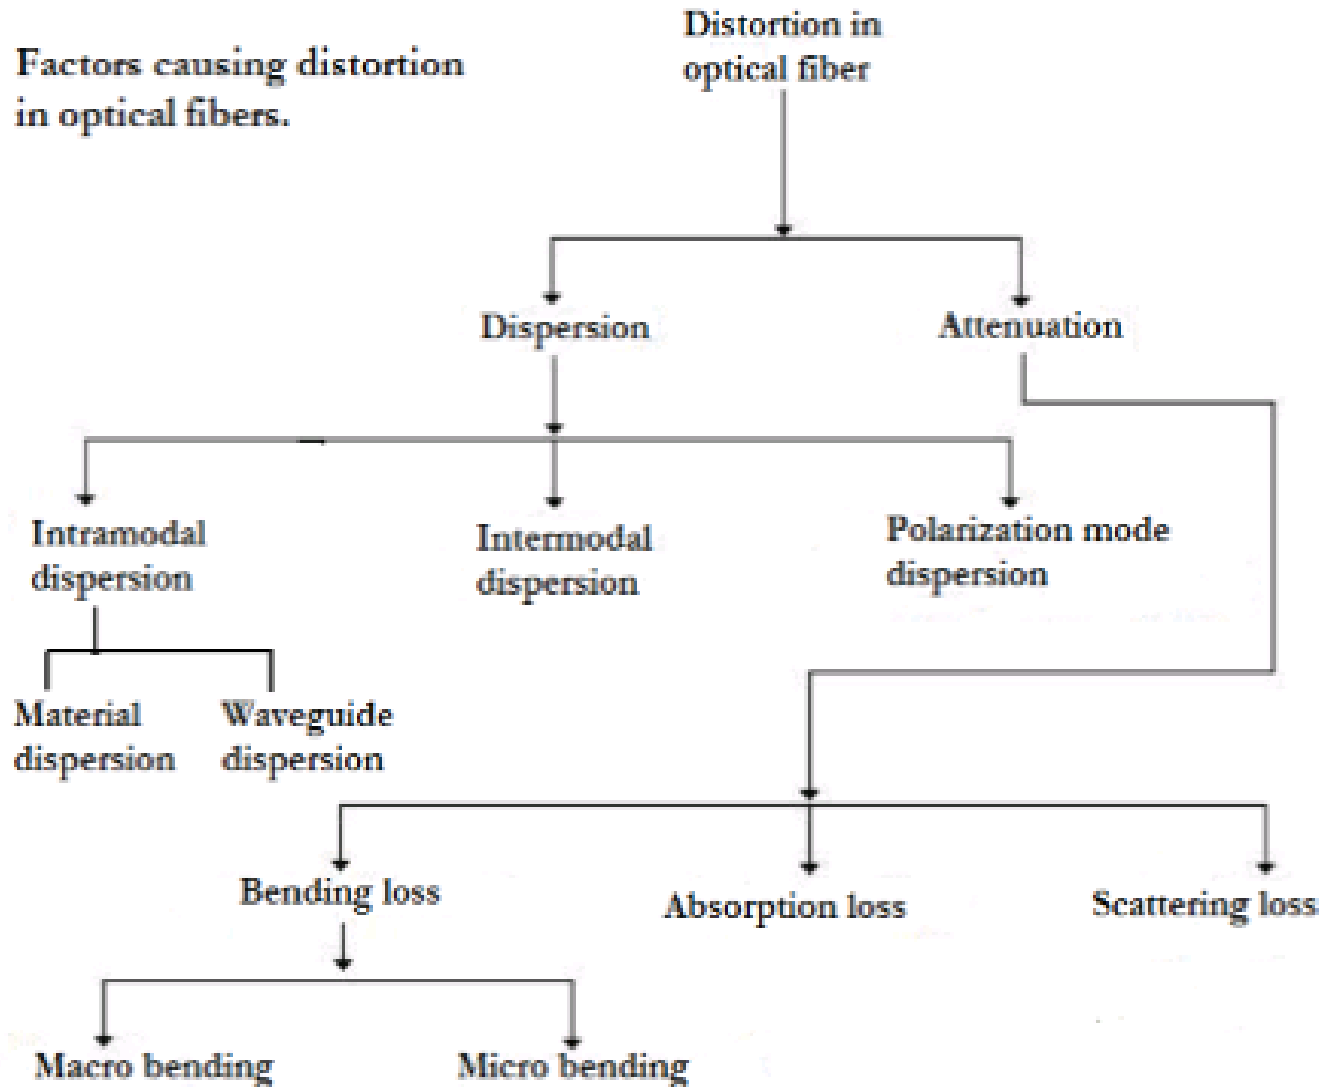 Distortion in
optical fiber
Factors causing distortion
in optical fibers.
Dispersion
Attenuation
Intramodal
dispersion
Intermodal
dispersion
Polarization mode
dispersion
Material
dispersion
Waveguide
dispersion
Bending loss
Absorption loss
Scattering loss
Macro bending
Micro bending